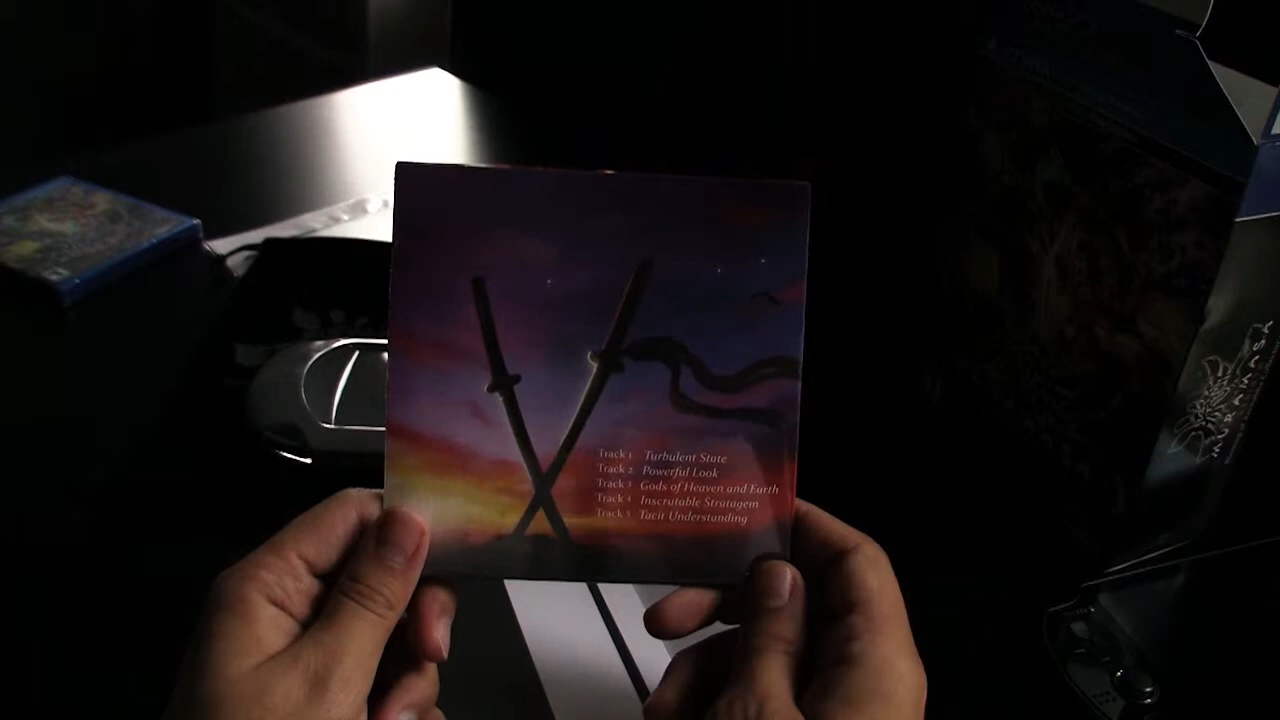 Track 1 Turbulent State
Track 2 Powerful Look
Track 3 Gods of Heaven and Earth
Track 4 Inscrutable Stratagem
Track 5 Tacit Understanding